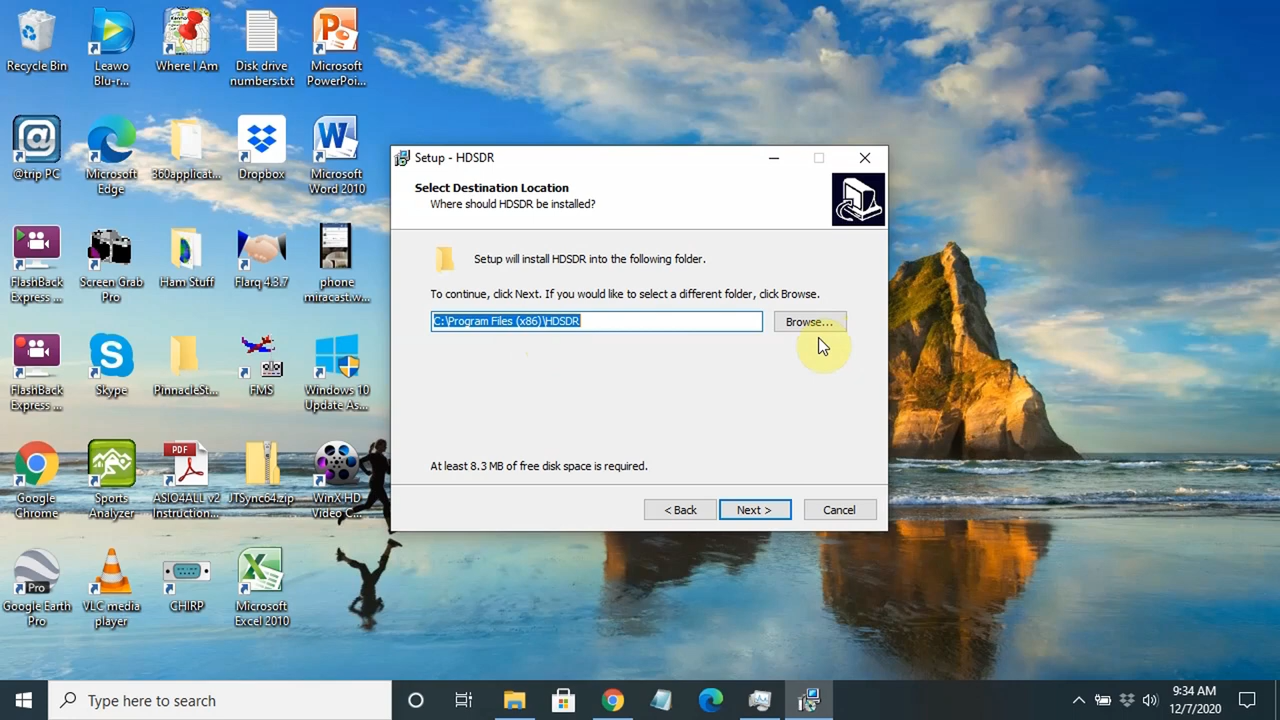 Recycle Bin
Leawo
Blu-r...
Where I Am
Disk drive
numbers.txt
Microsoft
PowerPoi...
@trip PC
Microsoft
Edge
360applicat...
Dropbox
Microsoft
Word 2010
FlashBack
Express ...
Screen Grab
Pro
Ham Stuff
Flarq 4.3.7
phone
miracast.w...
FlashBack
Express ...
Skype
PinnacleSt...
FMS
Windows 10
Update As...
Google
Chrome
Sports
Analyzer
PDF
ASIO4ALL v2
Instruction...
JTSync64.zip
WinX HD
Video C...
Pro
Google Earth
Pro
VLC media
player
CHIRP
Microsoft
Excel 2010
Setup - HDSDR
Select Destination Location
Where should HDSDR be installed?
Setup will install HDSDR into the following folder.
To continue, click Next. If you would like to select a different folder, click Browse.
C:\Program Files (x86)\HDSDR
Browse...
At least 8.3 MB of free disk space is required.
< Back
Next >
Cancel
Type here to search
9:34 AM
12/7/2020